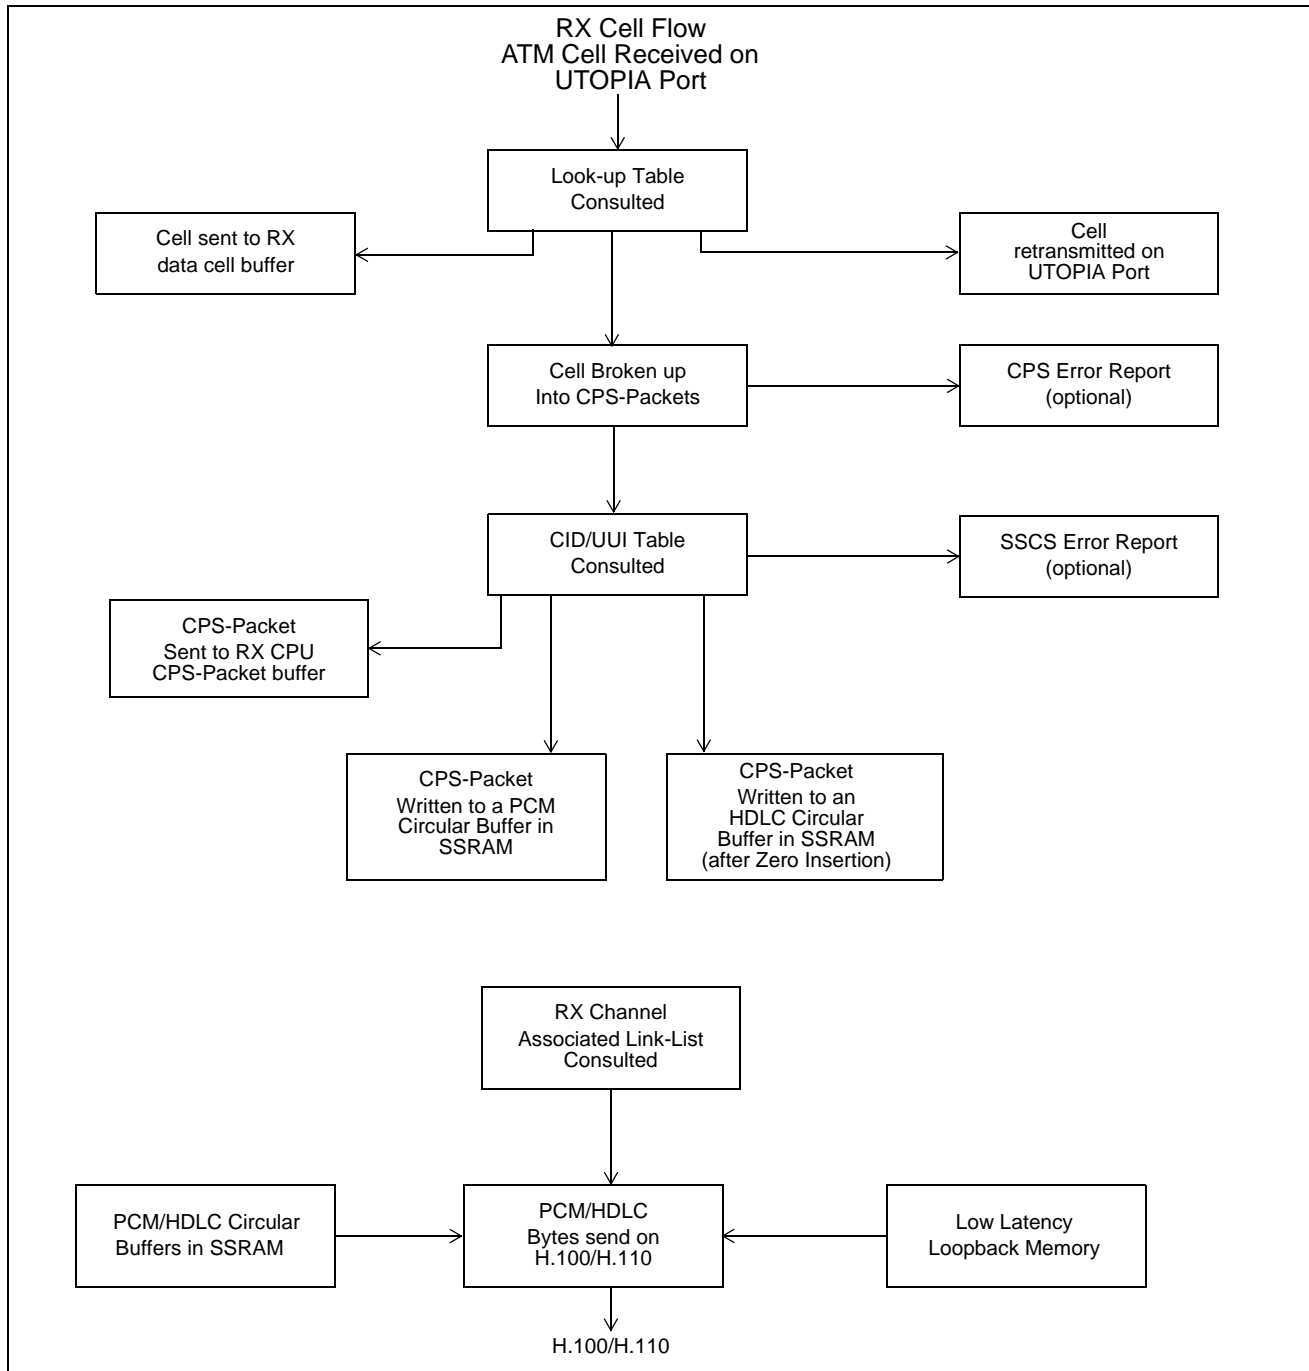 RX Cell Flow
ATM Cell Received on
UTOPIA Port
Look-up Table
Consulted
Cell sent to RX
data cell buffer
Cell
retransmitted on
UTOPIA Port
Cell Broken up
Into CPS-Packets
CPS Error Report
(optional)
CID/UUI Table
Consulted
SSCS Error Report
(optional)
CPS-Packet
Sent to RX CPU
CPS-Packet buffer
CPS-Packet
Written to a PCM
Circular Buffer in
SSRAM
CPS-Packet
Written to an
HDLC Circular
Buffer in SSRAM
(after Zero Insertion)
RX Channel
Associated Link-List
Consulted
PCM/HDLC Circular
Buffers in SSRAM
PCM/HDLC
Bytes send on
H.100/H.110
Low Latency
Loopback Memory
H.100/H.110